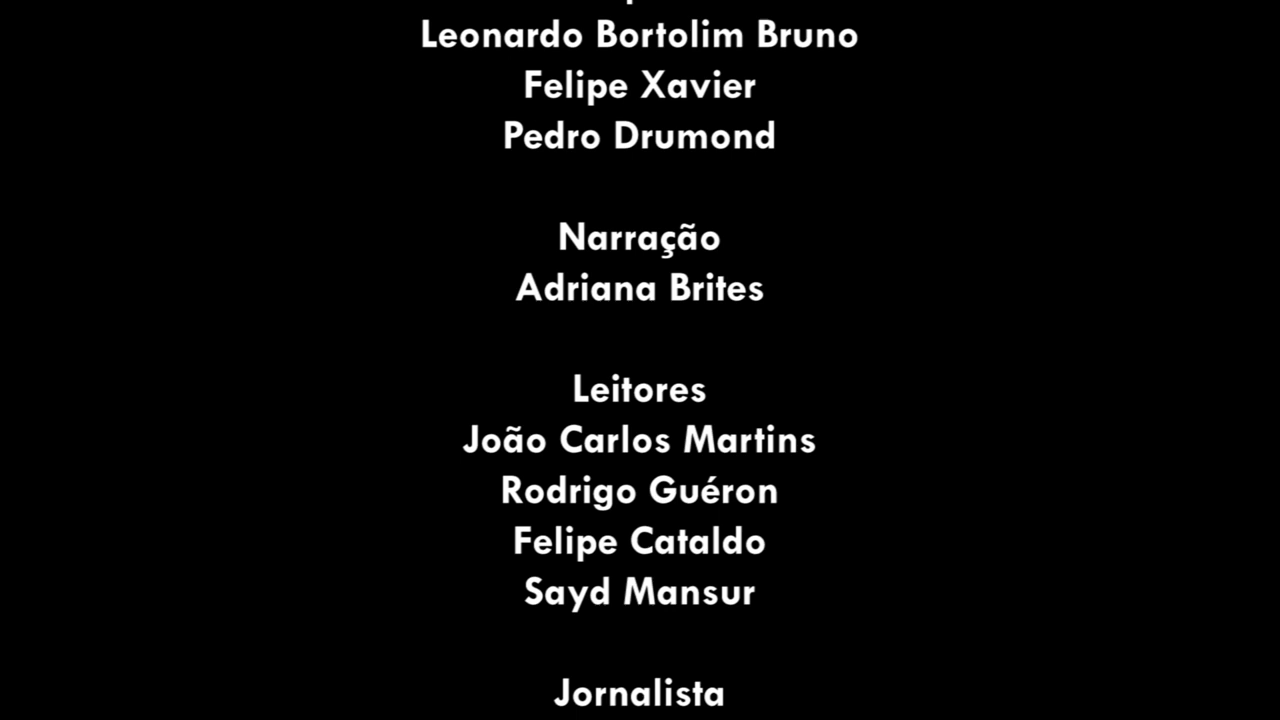 Leonardo Bortolim Bruno
Felipe Xavier
Pedro Drumond
Narração
Adriana Brites
Leitores
João Carlos Martins
Rodrigo Guéron
Felipe Cataldo
Sayd Mansur
Jornalista